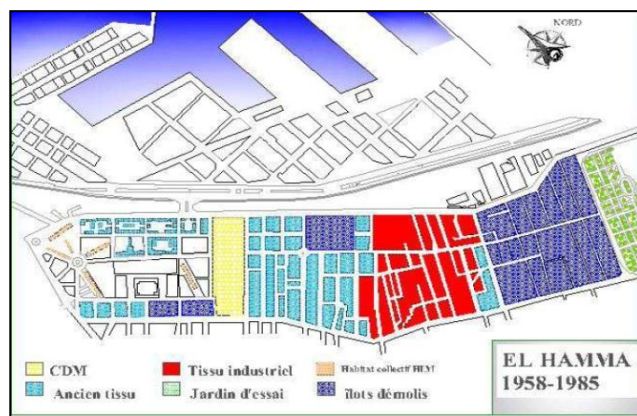 NORD
CDM
Tissu industriel
Habitat collectif HLM
Ancien tissu
Jardin d'essai
îlots démolis
EL HAMMA
1958-1985